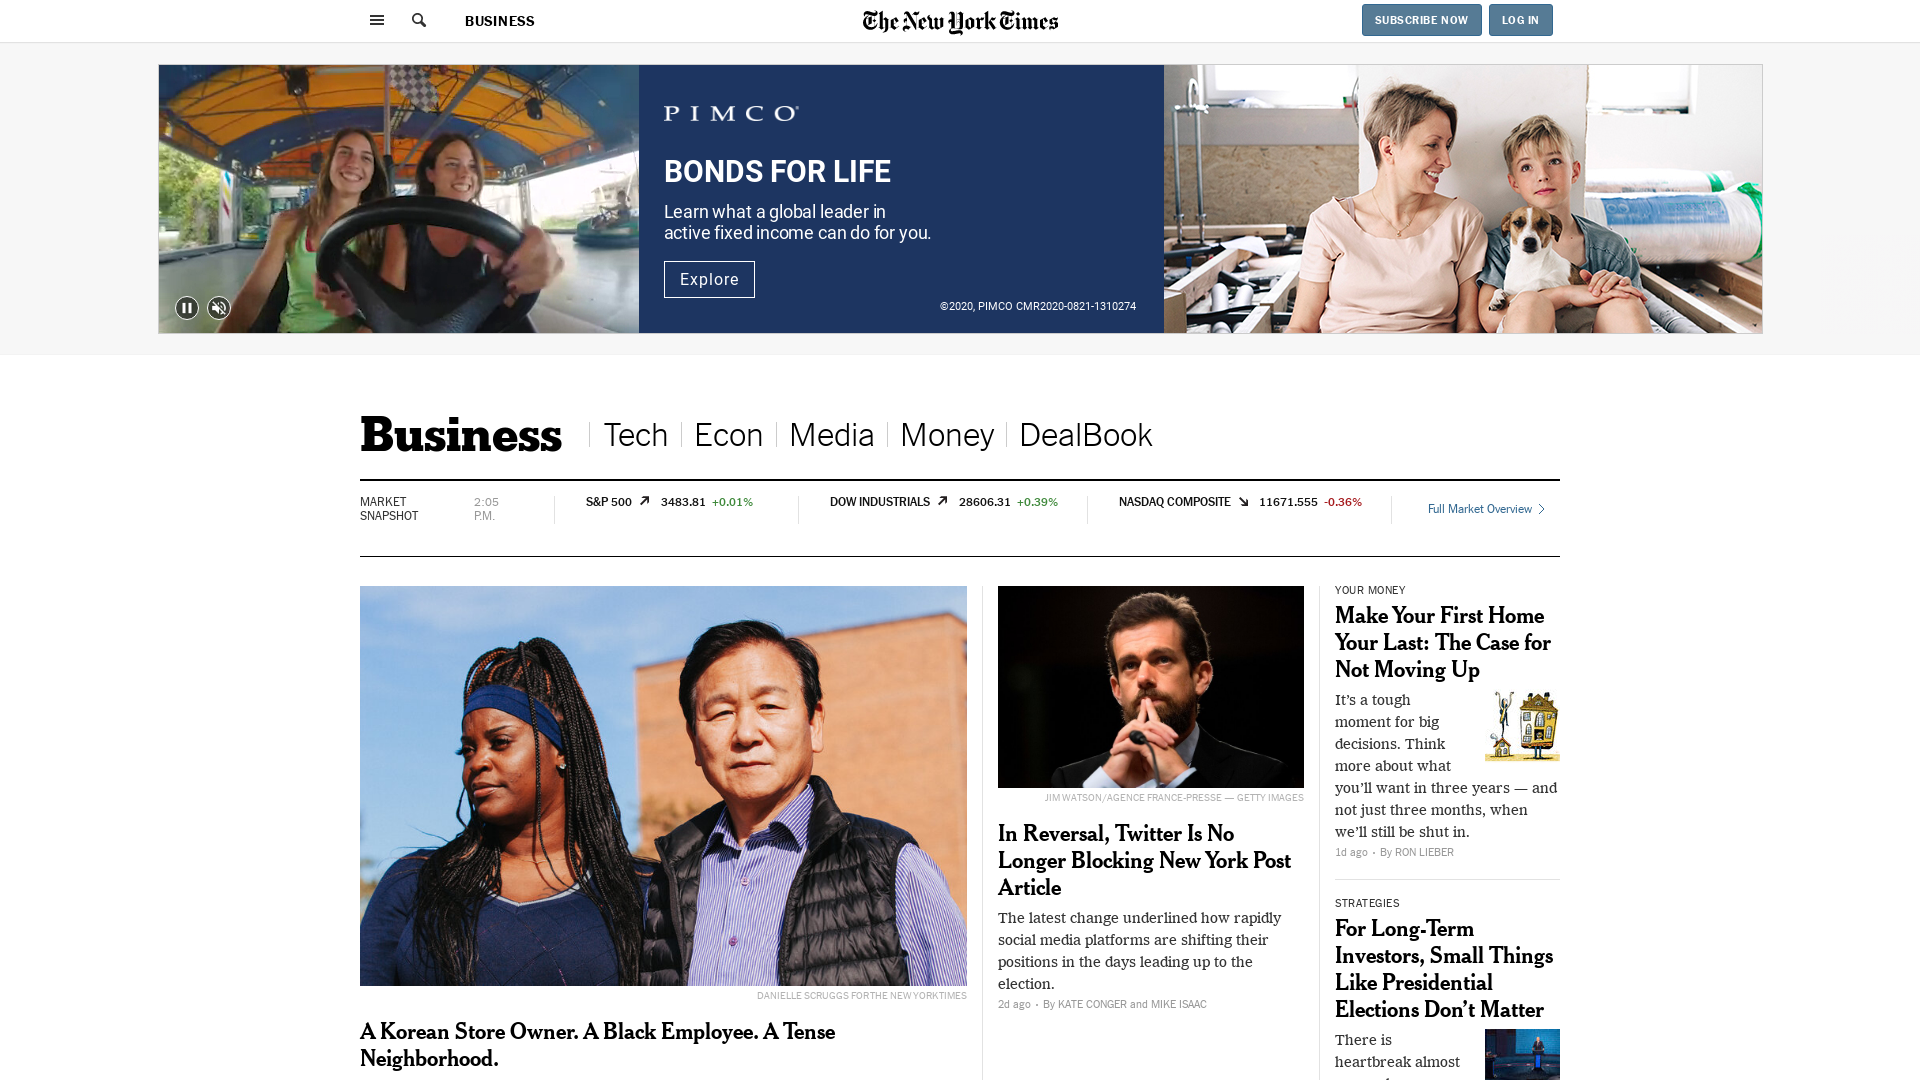 BUSINESS
The New York Times
SUBSCRIBE NOW
LOG IN
PIMCO
BONDS FOR LIFE
Learn what a global leader in
active fixed income can do for you.
Explore
©2020, PIMCO CMR2020-0821-1310274
Business
Tech
Econ
Media
Money
DealBook
MARKET
SNAPSHOT
2:05
P.M.
S&P 500 3483.81 +0.01%
DOW INDUSTRIALS 28606.31 +0.39%
NASDAQ COMPOSITE 11671.555 -0.36%
Full Market Overview
DANIELLE SCRUGGS FOR THE NEW YORK TIMES
A Korean Store Owner. A Black Employee. A Tense
Neighborhood.
JIM WATSON/AGENCE FRANCE-PRESSE — GETTY IMAGES
In Reversal, Twitter Is No
Longer Blocking New York Post
Article
The latest change underlined how rapidly
social media platforms are shifting their
positions in the days leading up to the
election.
2d ago · By KATE CONGER and MIKE ISAAC
YOUR MONEY
Make Your First Home
Your Last: The Case for
Not Moving Up
It’s a tough
moment for big
decisions. Think
more about what
you’ll want in three years — and
not just three months, when
we’ll still be shut in.
1d ago · By RON LIEBER
STRATEGIES
For Long-Term
Investors, Small Things
Like Presidential
Elections Don’t Matter
There is
heartbreak almost